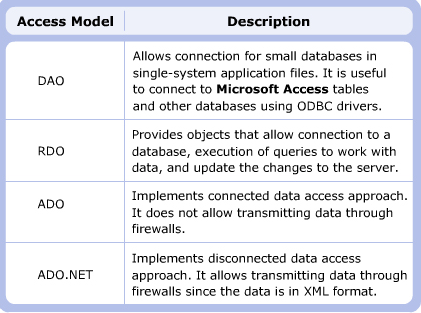 Access Model Description
DAO
Allows connection for small databases in
single-system application files. It is useful
to connect to Microsoft Access tables
and other databases using ODBC drivers.
RDO
Provides objects that allow connection to a
database, execution of queries to work with
data, and update the changes to the server.
ADO
Implements connected data access approach.
It does not allow transmitting data through
firewalls.
ADO.NET
Implements disconnected data access
approach. It allows transmitting data through
firewalls since the data is in XML format.